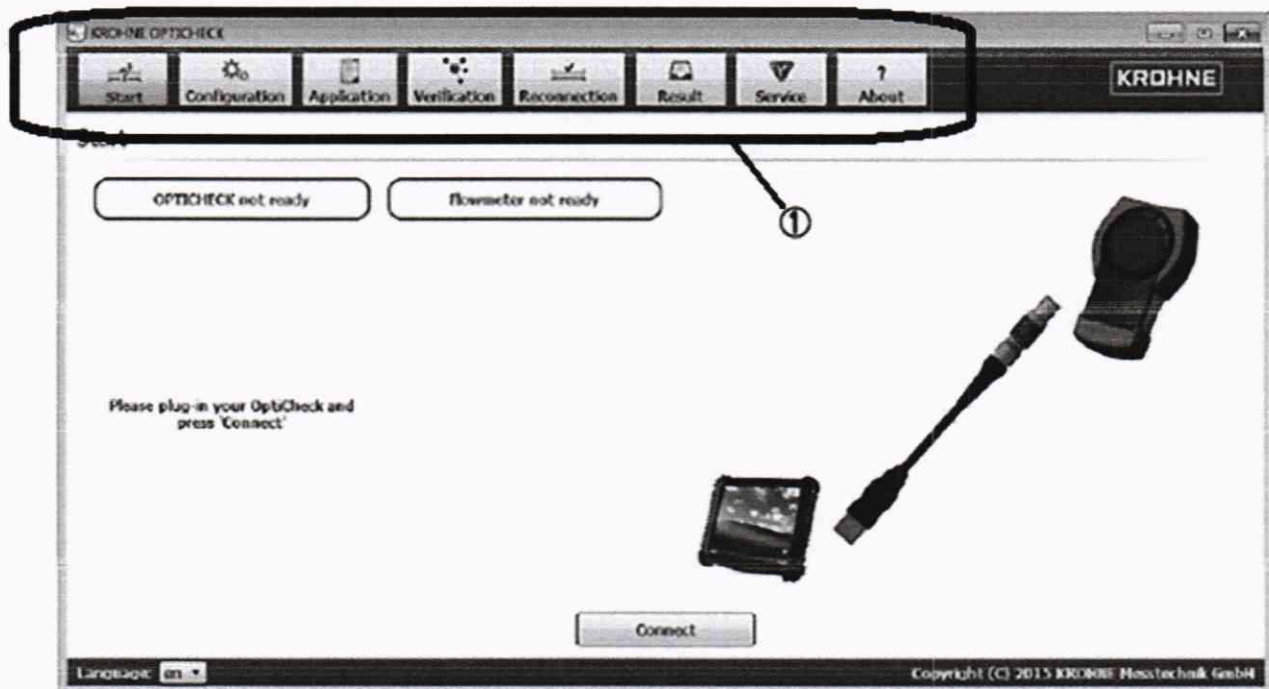 KROHNE OPTICHECK
Start Configuration Application Verification Reconnection Result Service ? About
KROHNE
Start
OPTICHECK not ready Flowmeter not ready
①
Please plug-in your OptiCheck and
press 'Connect'
Connect
Language: en Copyright (C) 2015 KROHNE Messtechnik GmbH